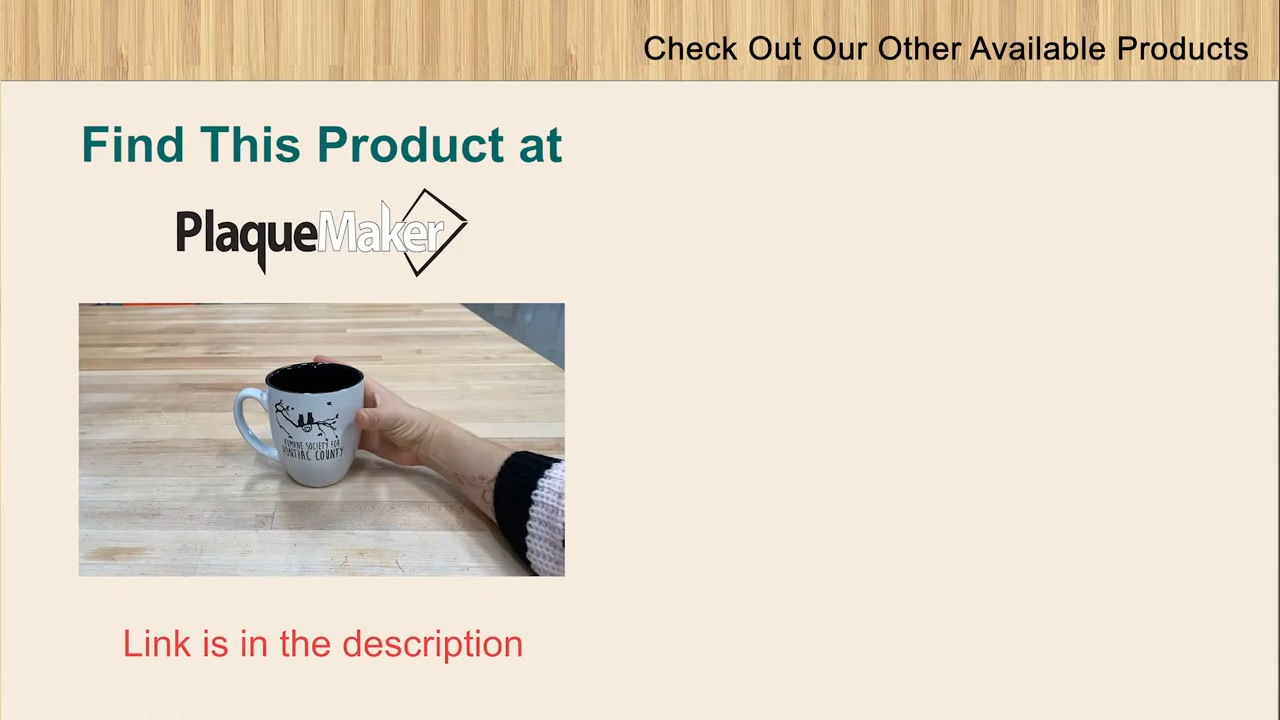 Check Out Our Other Available Products
Find This Product at
PlaqueMaker
HUMANE SOCIETY FOR
PONTIAC COUNTY
Link is in the description